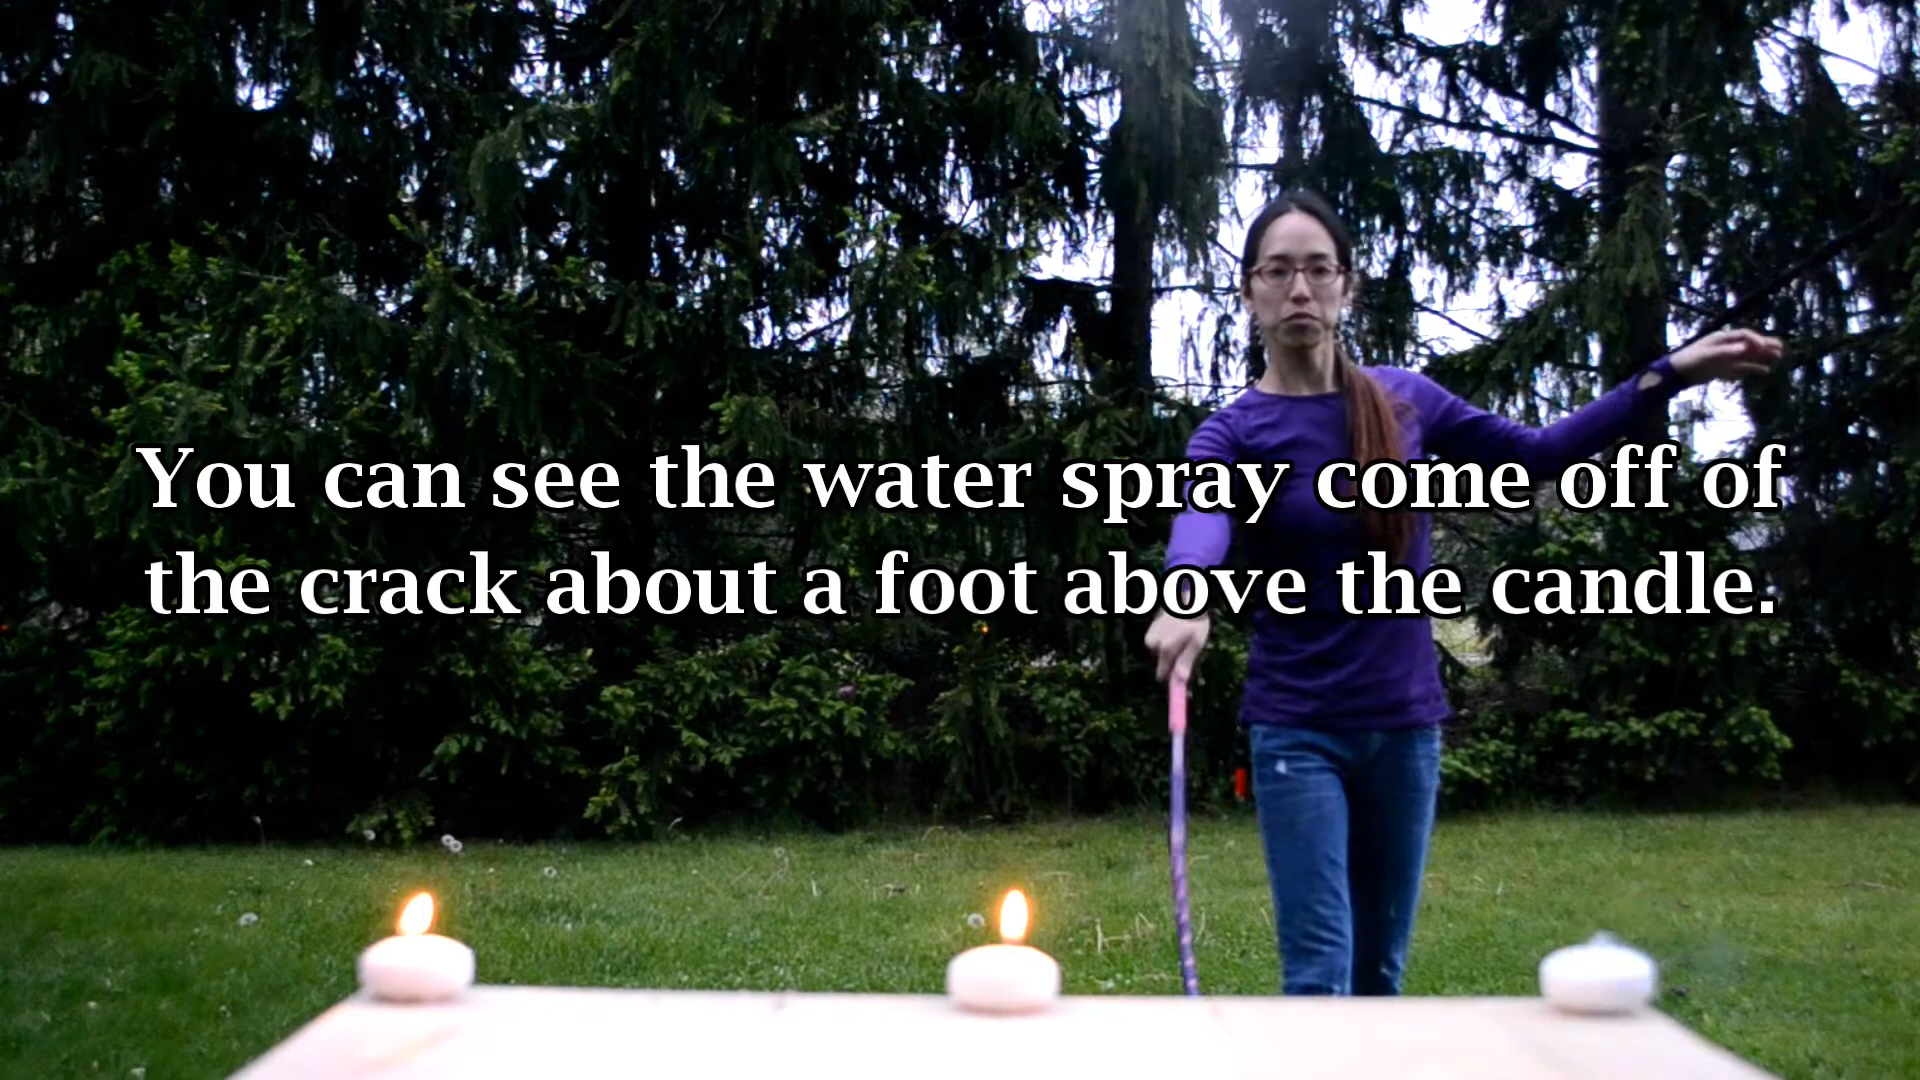 You can see the water spray come off of
the crack about a foot above the candle.